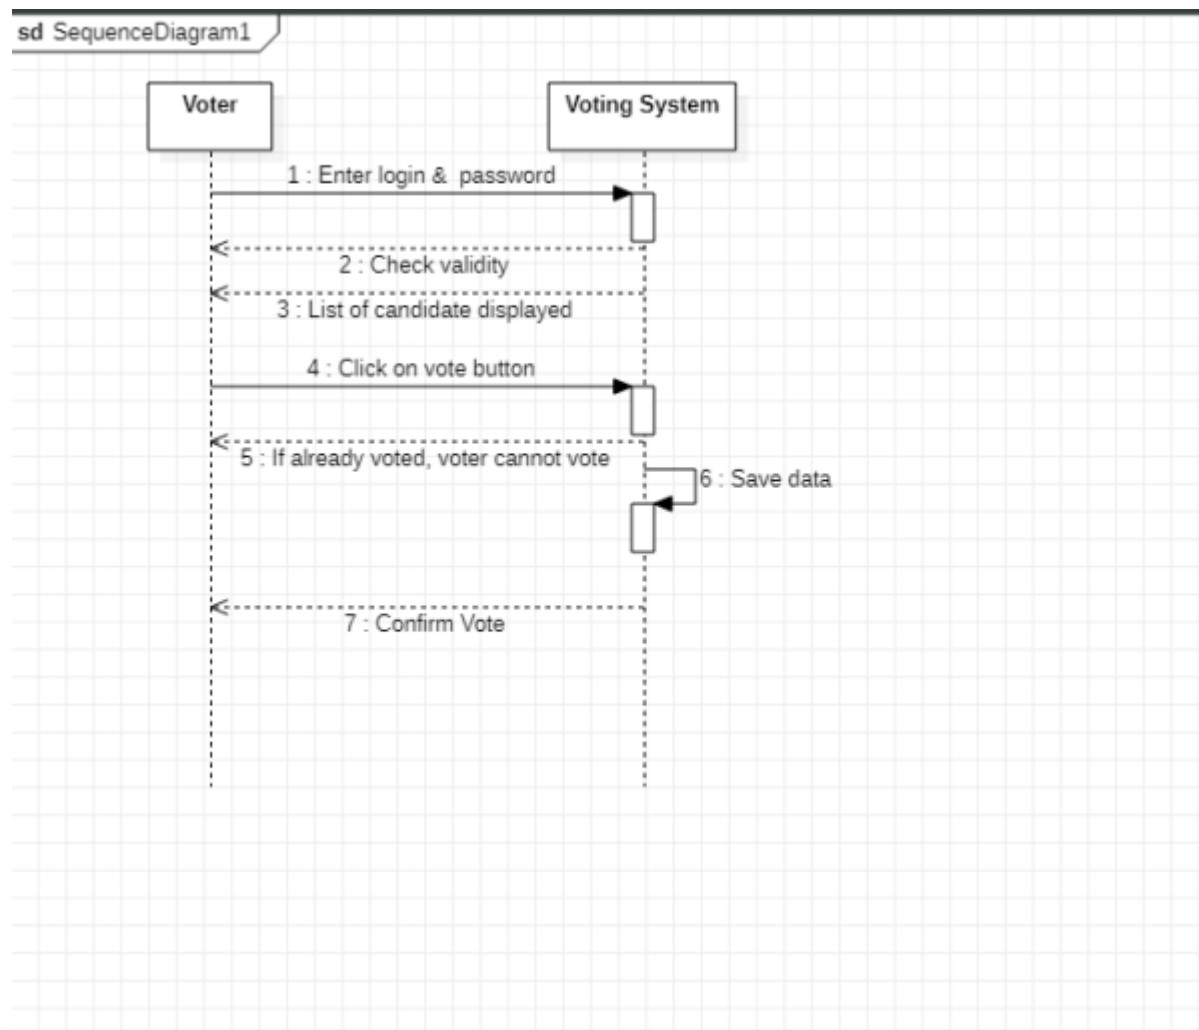 sd SequenceDiagram1
Voter
Voting System
1 : Enter login & password
2 : Check validity
3 : List of candidate displayed
4 : Click on vote button
5 : If already voted, voter cannot vote
6 : Save data
7 : Confirm Vote